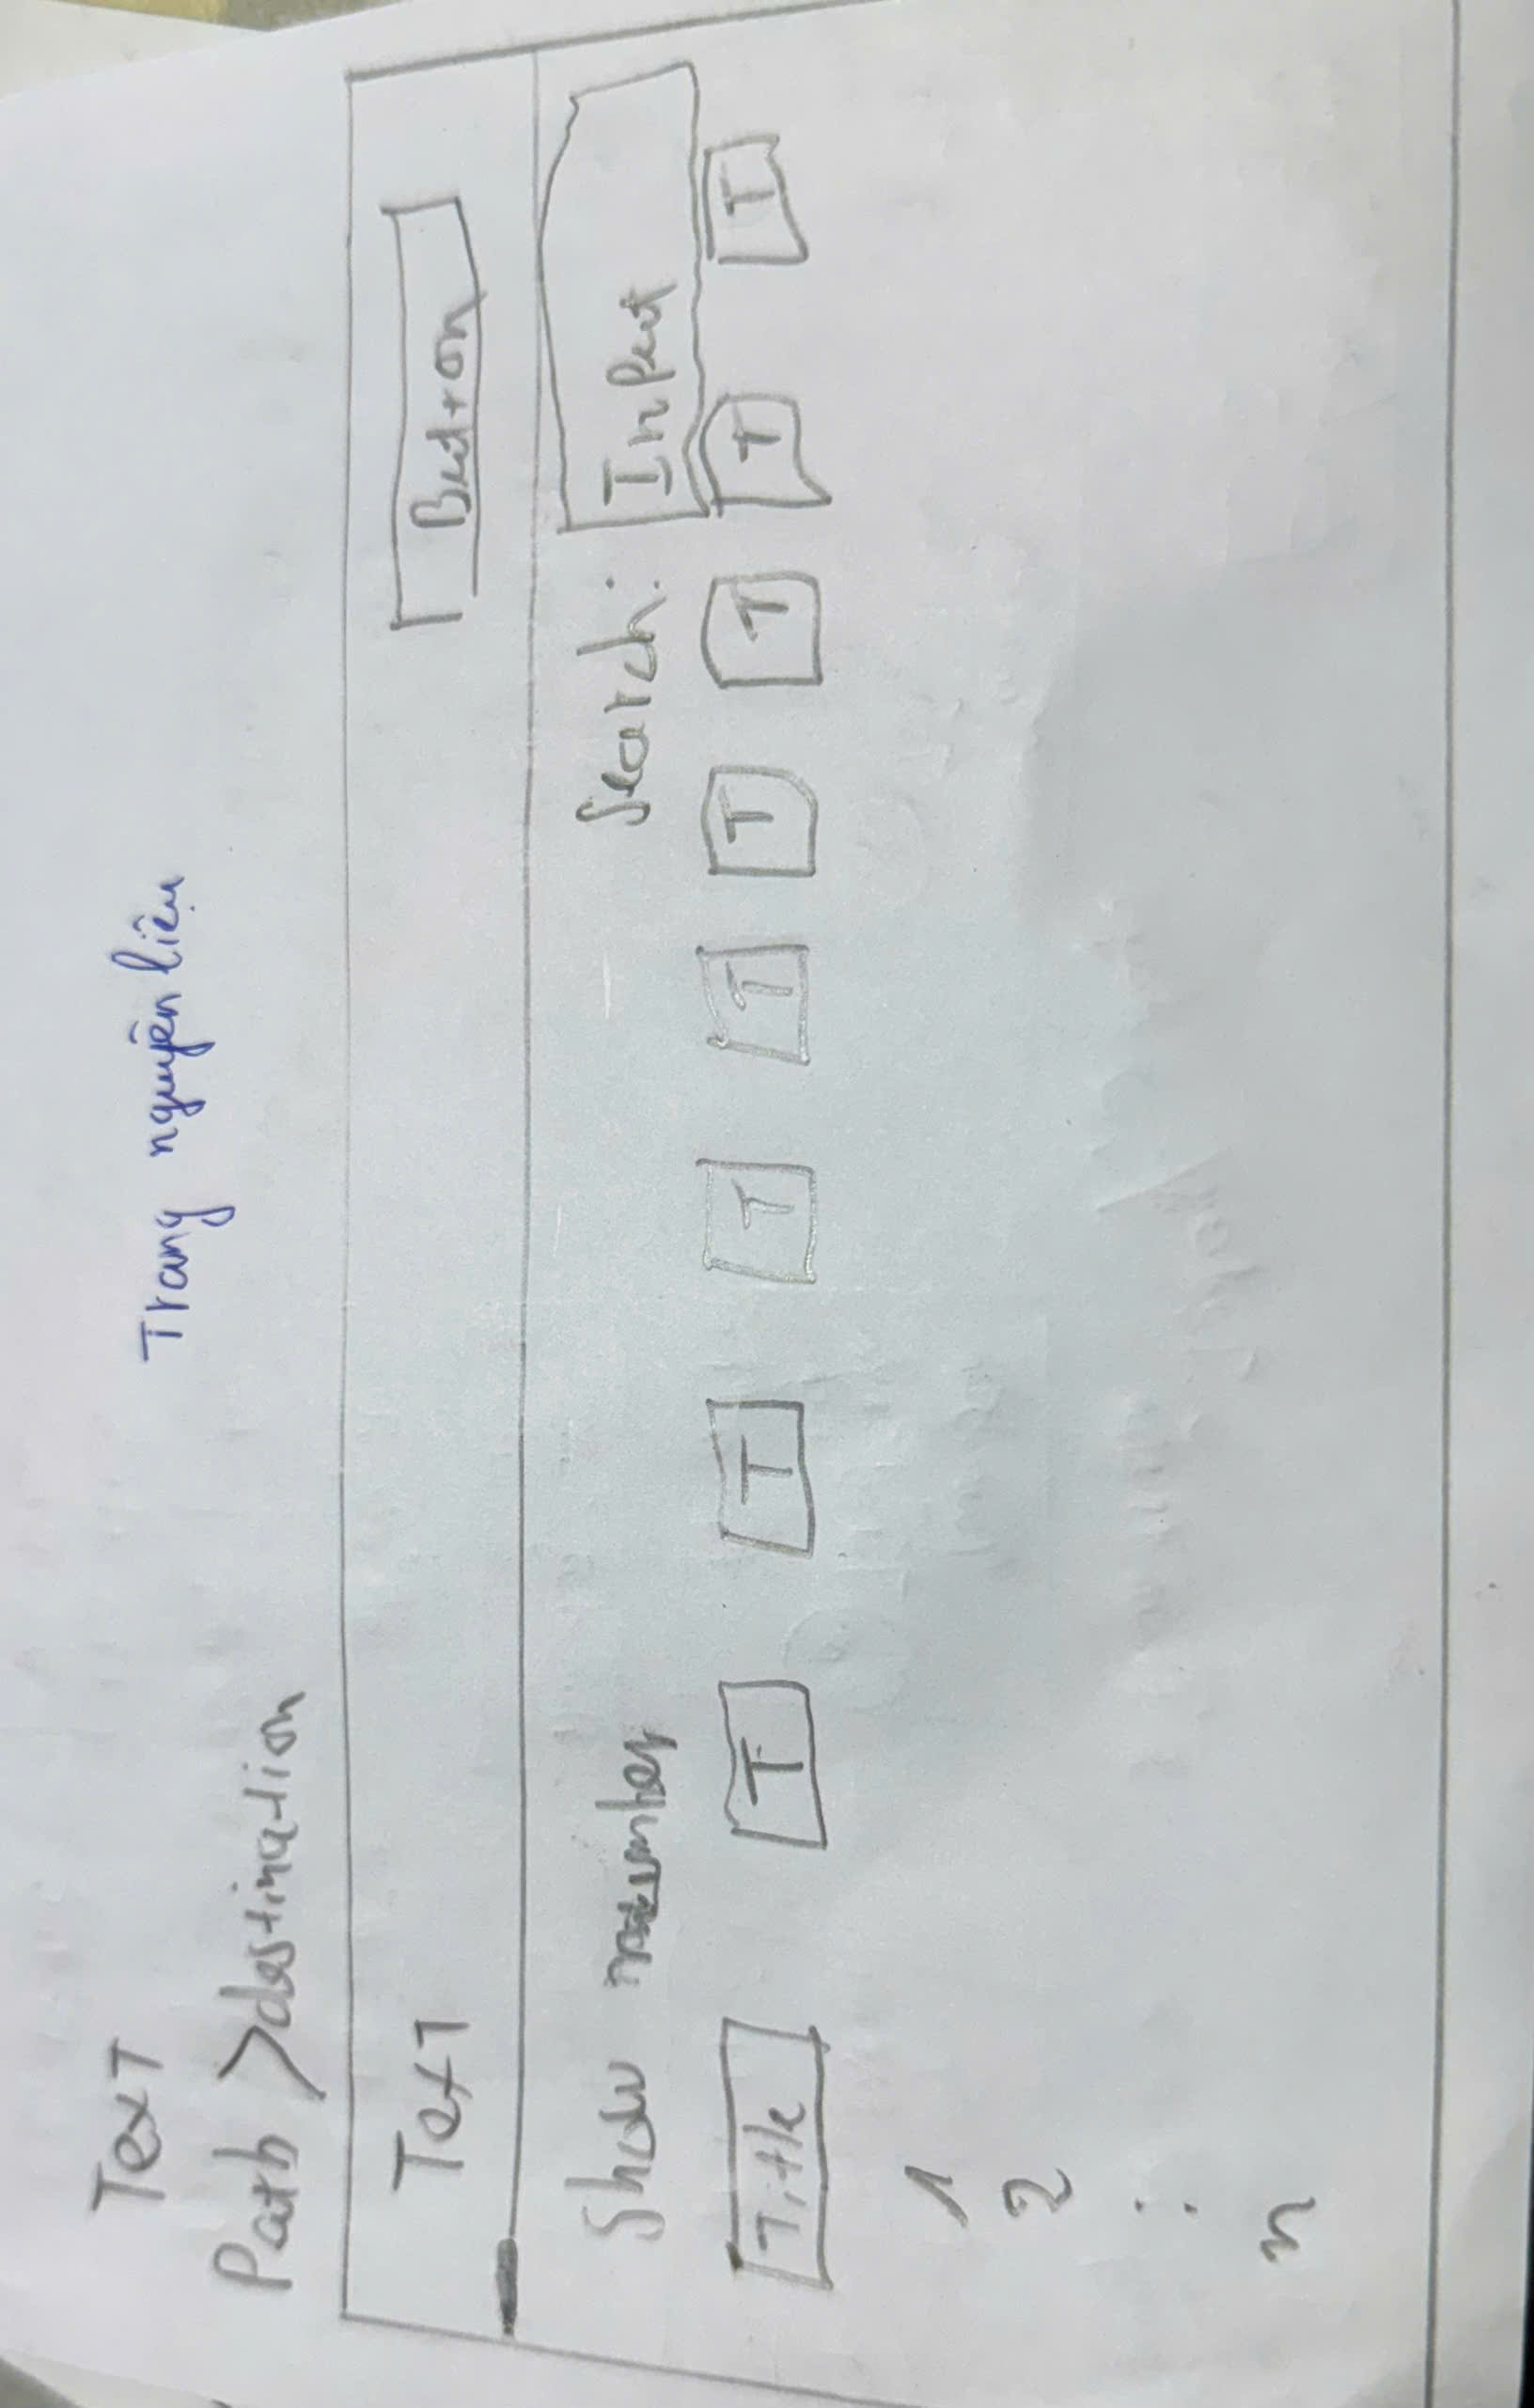 Trang nguyên liệu
Text
Path > destination
Text Button
Show number Search: Input
Title T T T T T T T T
1
2
:
n